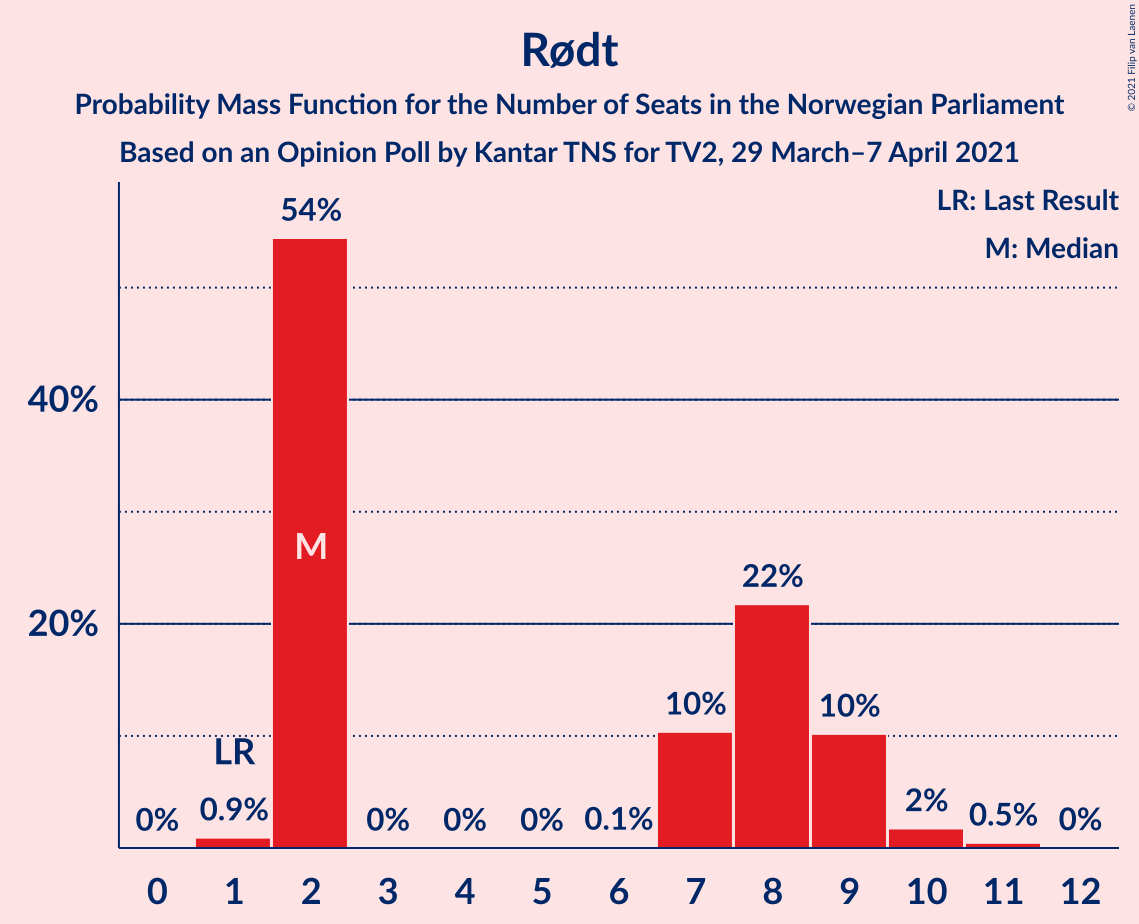 Rødt
Probability Mass Function for the Number of Seats in the Norwegian Parliament
Based on an Opinion Poll by Kantar TNS for TV2, 29 March–7 April 2021
© 2021 Filip van Laenen
LR: Last Result
M: Median
54%
40%
M
22%
20%
10%
10%
LR
0%
0.9%
0%
0%
0%
0.1%
2%
0.5%
0%
0 1 2 3 4 5 6 7 8 9 10 11 12